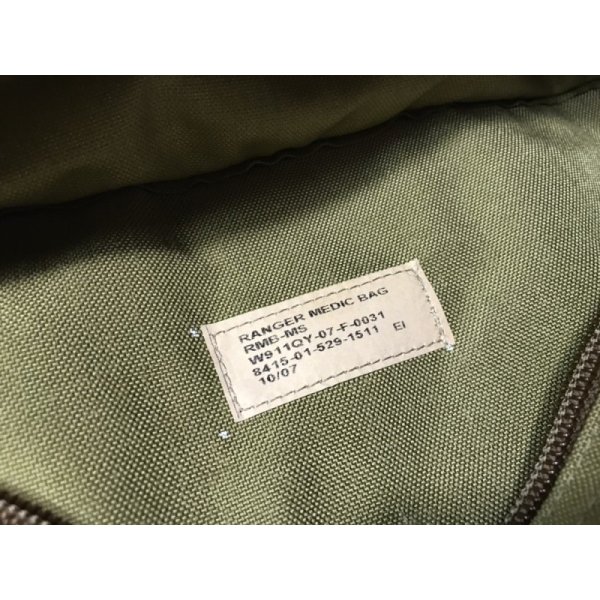 RANGER MEDIC BAG
RMB-MS
W911QY-07-F-0031
8415-01-529-1511 EI
10/07